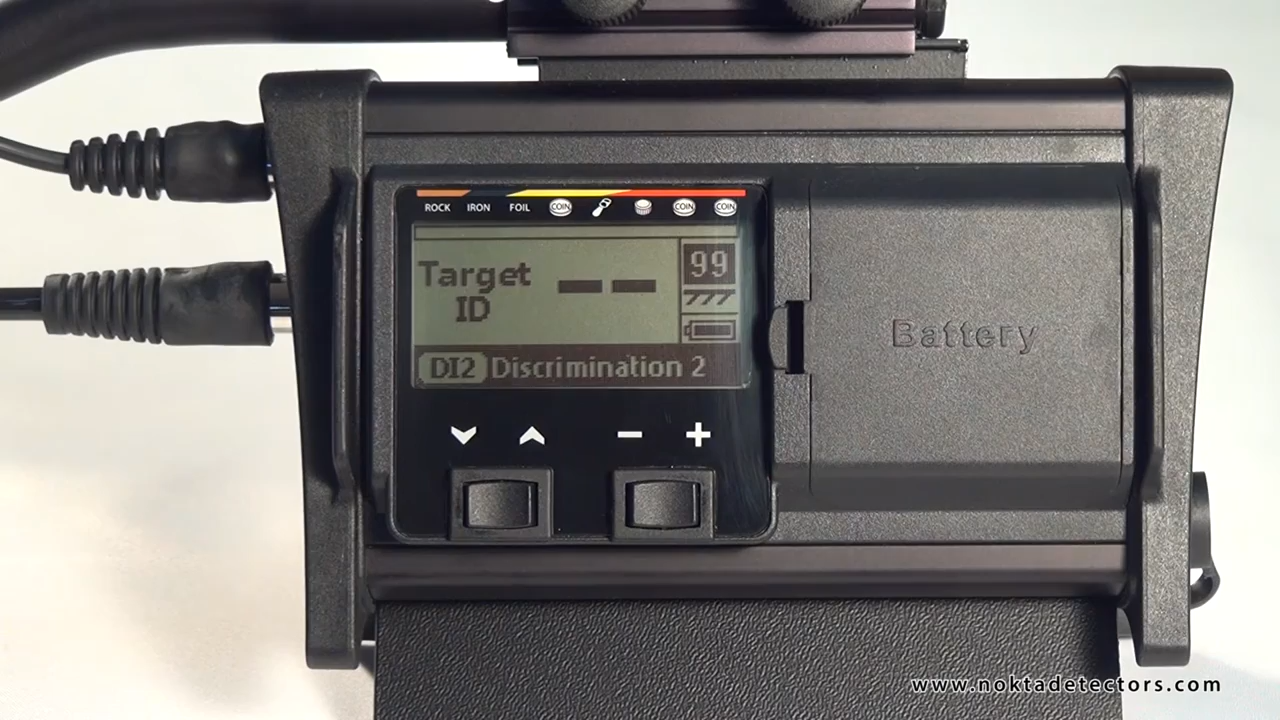 ROCK IRON FOIL COIN COIN COIN
Target -- 99
ID
DI2 Discrimination 2
Battery
www.noktadetectors.com